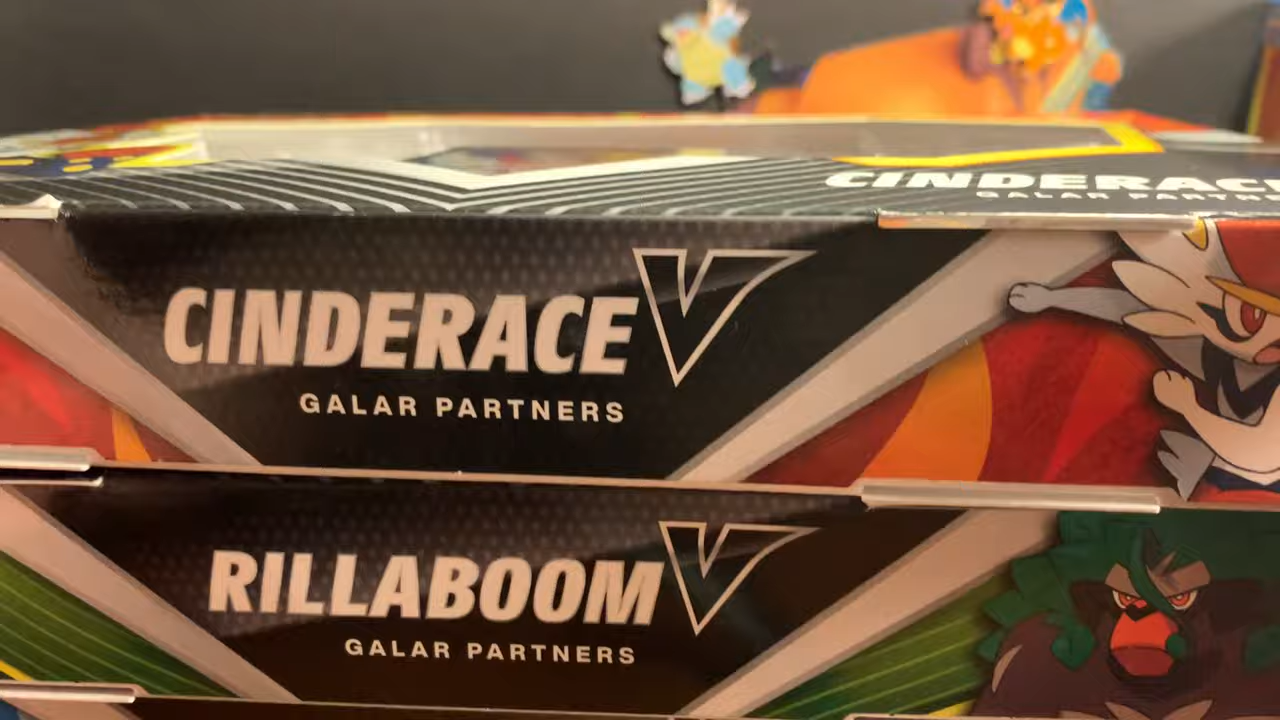 CINDERACE
GALAR PARTNERS
CINDERACE V
GALAR PARTNERS
RILLABOOM V
GALAR PARTNERS